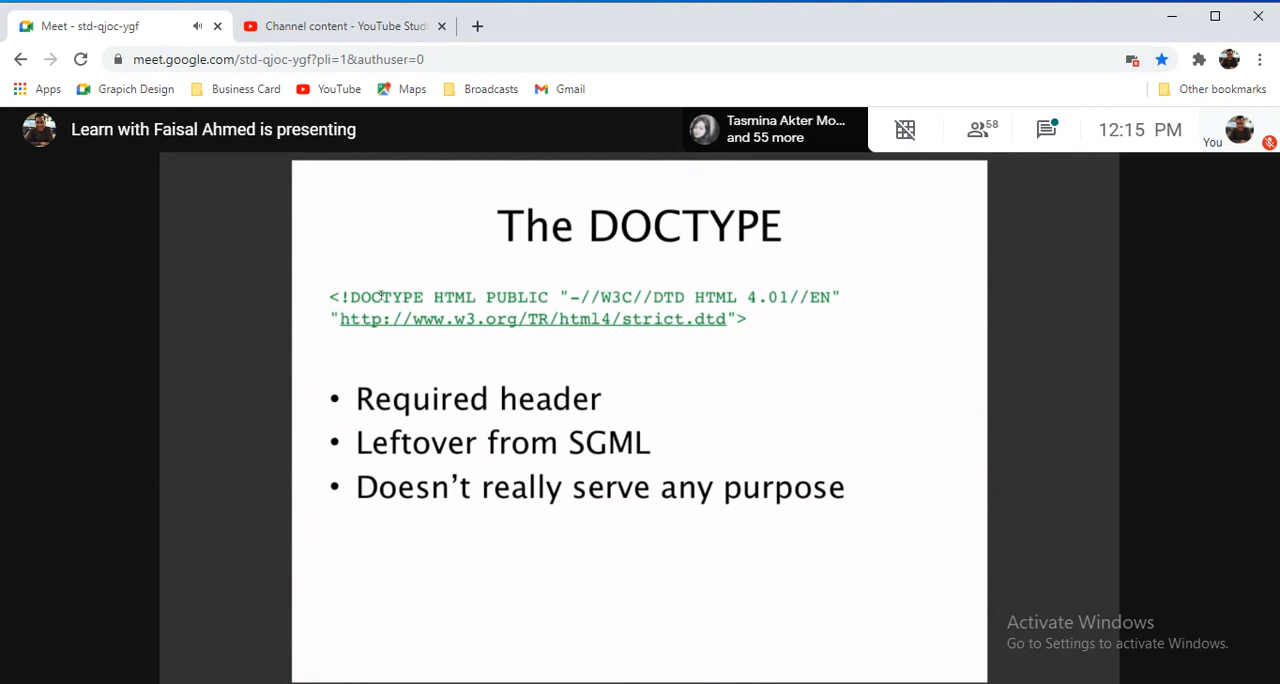 Meet - std-qjoc-ygf
Channel content - YouTube Studi
meet.google.com/std-qjoc-ygf?pli=1&authuser=0
Apps Grapich Design Business Card YouTube Maps Broadcasts Gmail Other bookmarks
Learn with Faisal Ahmed is presenting
Tasmina Akter Mo...
and 55 more
58
12:15 PM
You
The DOCTYPE
<!DOCTYPE HTML PUBLIC "-//W3C//DTD HTML 4.01//EN"
"http://www.w3.org/TR/html4/strict.dtd">
• Required header
• Leftover from SGML
• Doesn't really serve any purpose
Activate Windows
Go to Settings to activate Windows.